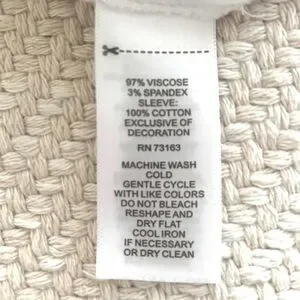 97% VISCOSE
3% SPANDEX
SLEEVE:
100% COTTON
EXCLUSIVE OF
DECORATION
RN 73163
MACHINE WASH
COLD
GENTLE CYCLE
WITH LIKE COLORS
DO NOT BLEACH
RESHAPE AND
DRY FLAT
COOL IRON
IF NECESSARY
OR DRY CLEAN